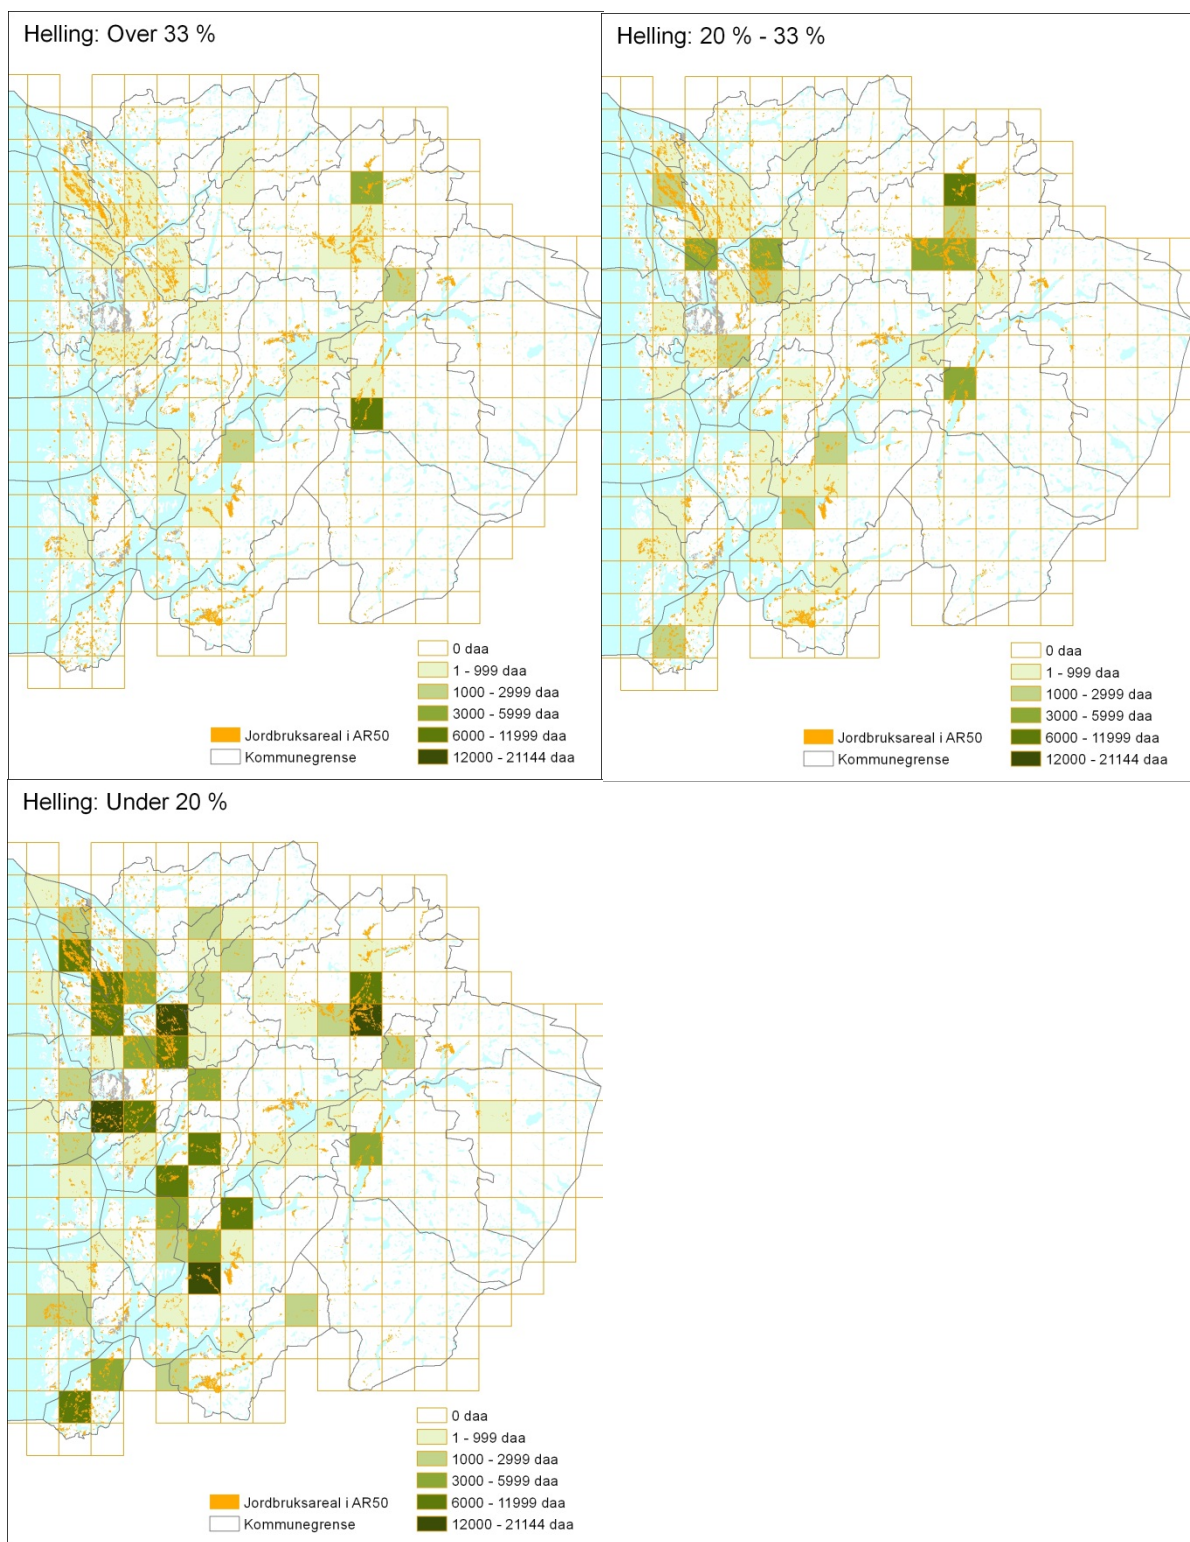 Helling: Over 33 %
0 daa
1 - 999 daa
1000 - 2999 daa
3000 - 5999 daa
Jordbruksareal i AR50
6000 - 11999 daa
Kommunegrense
12000 - 21144 daa
Helling: 20 % - 33 %
0 daa
1 - 999 daa
1000 - 2999 daa
3000 - 5999 daa
Jordbruksareal i AR50
6000 - 11999 daa
Kommunegrense
12000 - 21144 daa
Helling: Under 20 %
0 daa
1 - 999 daa
1000 - 2999 daa
3000 - 5999 daa
Jordbruksareal i AR50
6000 - 11999 daa
Kommunegrense
12000 - 21144 daa